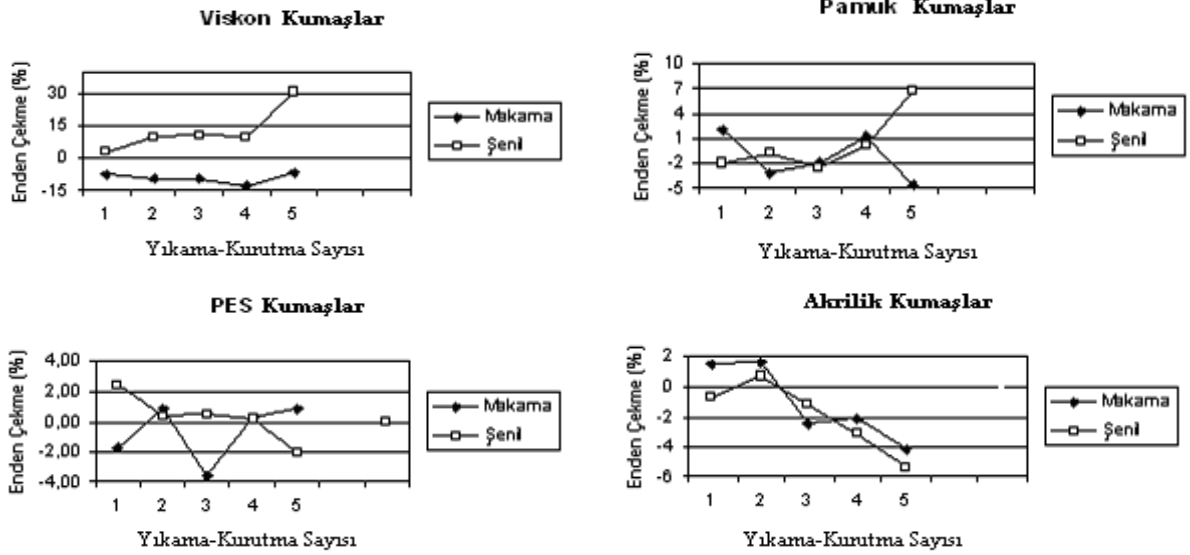 Viskon Kumaşlar
Enden Çekme (%)
30
15
0
-15
1 2 3 4 5
Yıkama-Kurutma Sayısı
Makarna
Şenil
Pamuk Kumaşlar
Enden Çekme (%)
10
7
4
1
-2
-5
1 2 3 4 5
Yıkama-Kurutma Sayısı
Makarna
Şenil
PES Kumaşlar
Enden Çekme (%)
4,00
2,00
0,00
-2,00
-4,00
1 2 3 4 5
Yıkama-Kurutma Sayısı
Makarna
Şenil
Akrilik Kumaşlar
Enden Çekme (%)
2
0
-2
-4
-6
1 2 3 4 5
Yıkama-Kurutma Sayısı
Makarna
Şenil